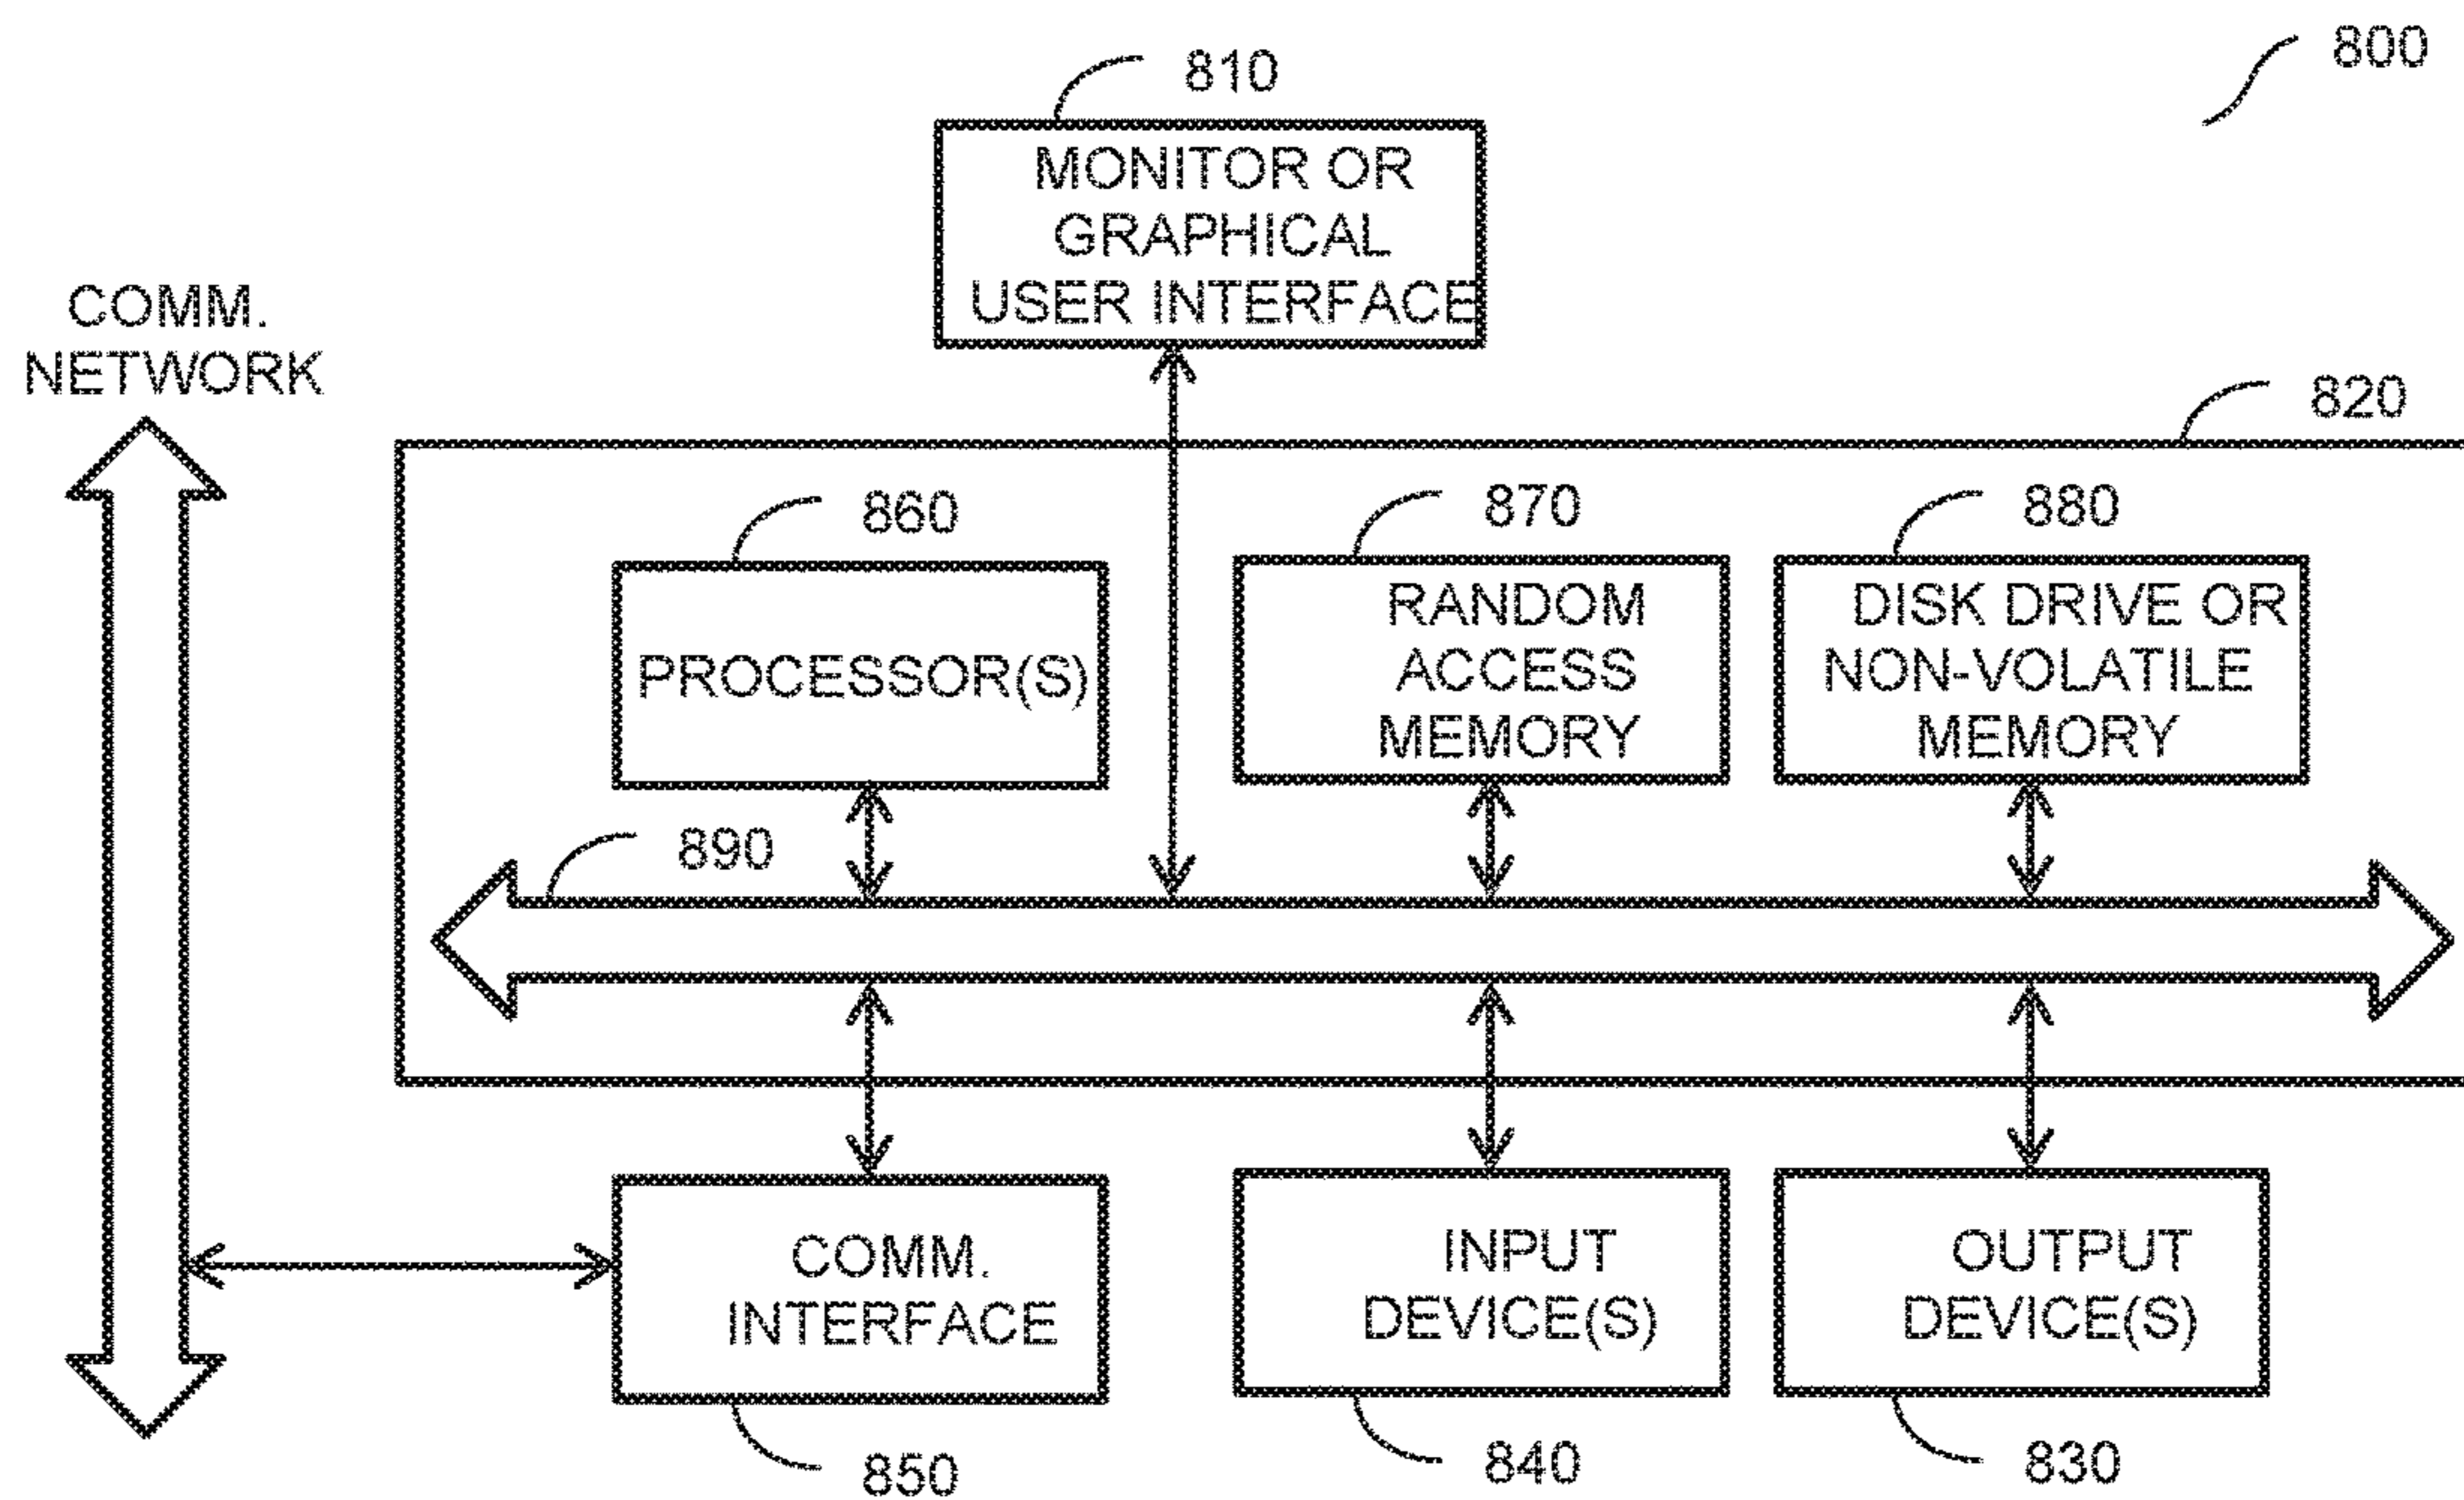 800
810
MONITOR OR
GRAPHICAL
USER INTERFACE
COMM.
NETWORK
820
860
870
880
PROCESSOR(S)
RANDOM
ACCESS
MEMORY
DISK DRIVE OR
NON-VOLATILE
MEMORY
890
COMM.
INTERFACE
INPUT
DEVICE(S)
OUTPUT
DEVICE(S)
850
840
830